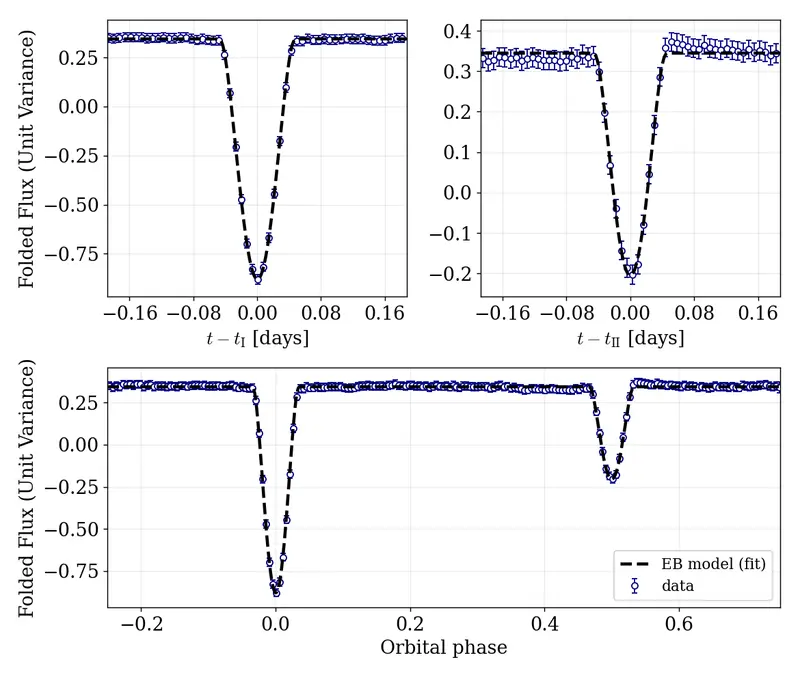 Folded Flux (Unit Variance)
0.25
0.00
−0.25
−0.50
−0.75
−0.16 −0.08 0.00 0.08 0.16
t − tI [days]
0.4
0.3
0.2
0.1
0.0
−0.1
−0.2
−0.16 −0.08 0.00 0.08 0.16
t − tII [days]
Folded Flux (Unit Variance)
0.25
0.00
−0.25
−0.50
−0.75
−0.2 0.0 0.2 0.4 0.6
Orbital phase
EB model (fit)
data